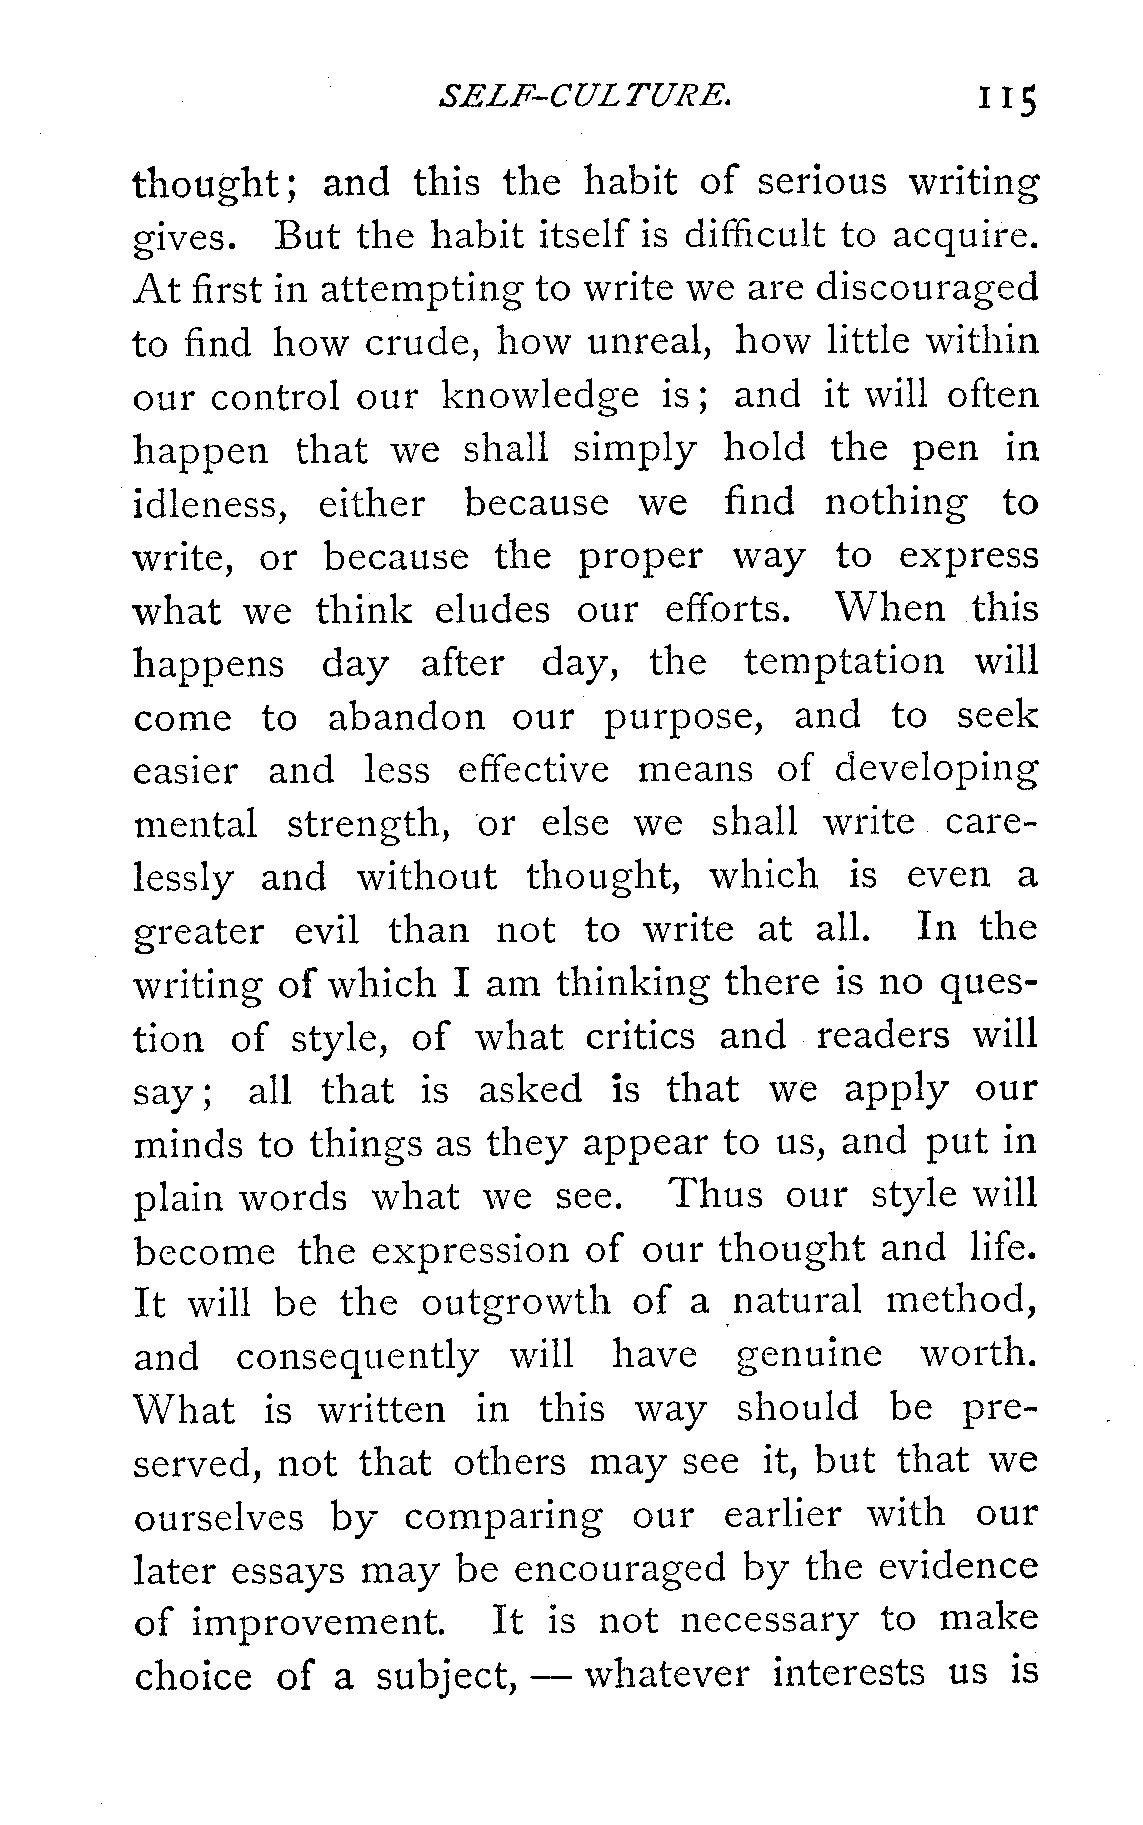 SELF-CULTURE. 115
thought; and this the habit of serious writing
gives. But the habit itself is difficult to acquire.
At first in attempting to write we are discouraged
to find how crude, how unreal, how little within
our control our knowledge is; and it will often
happen that we shall simply hold the pen in
idleness, either because we find nothing to
write, or because the proper way to express
what we think eludes our efforts. When this
happens day after day, the temptation will
come to abandon our purpose, and to seek
easier and less effective means of developing
mental strength, or else we shall write care-
lessly and without thought, which is even a
greater evil than not to write at all. In the
writing of which I am thinking there is no ques-
tion of style, of what critics and readers will
say; all that is asked is that we apply our
minds to things as they appear to us, and put in
plain words what we see. Thus our style will
become the expression of our thought and life.
It will be the outgrowth of a natural method,
and consequently will have genuine worth.
What is written in this way should be pre-
served, not that others may see it, but that we
ourselves by comparing our earlier with our
later essays may be encouraged by the evidence
of improvement. It is not necessary to make
choice of a subject, — whatever interests us is